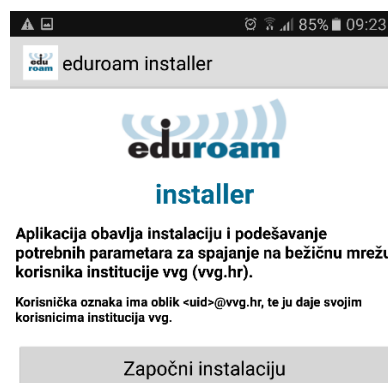 85% 09:23
edu
roam
eduroam installer
eduroam
installer
Aplikacija obavlja instalaciju i podešavanje
potrebnih parametara za spajanje na bežičnu mrežu
korisnika institucije vvg (vvg.hr).
Korisnička oznaka ima oblik <uid>@vvg.hr, te ju daje svojim
korisnicima institucija vvg.
Započni instalaciju